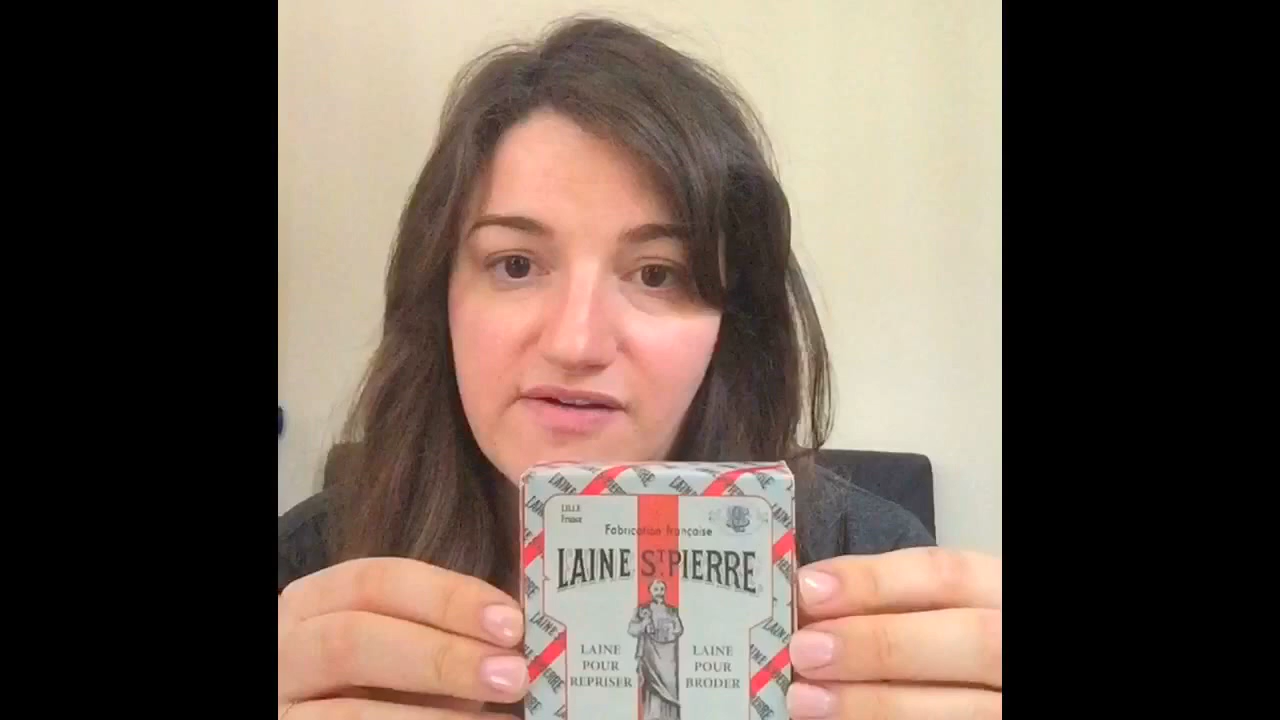 LILLE
France
Fabrication française
LAINE ST PIERRE
LAINE
POUR
REPRISER
LAINE
POUR
BRODER